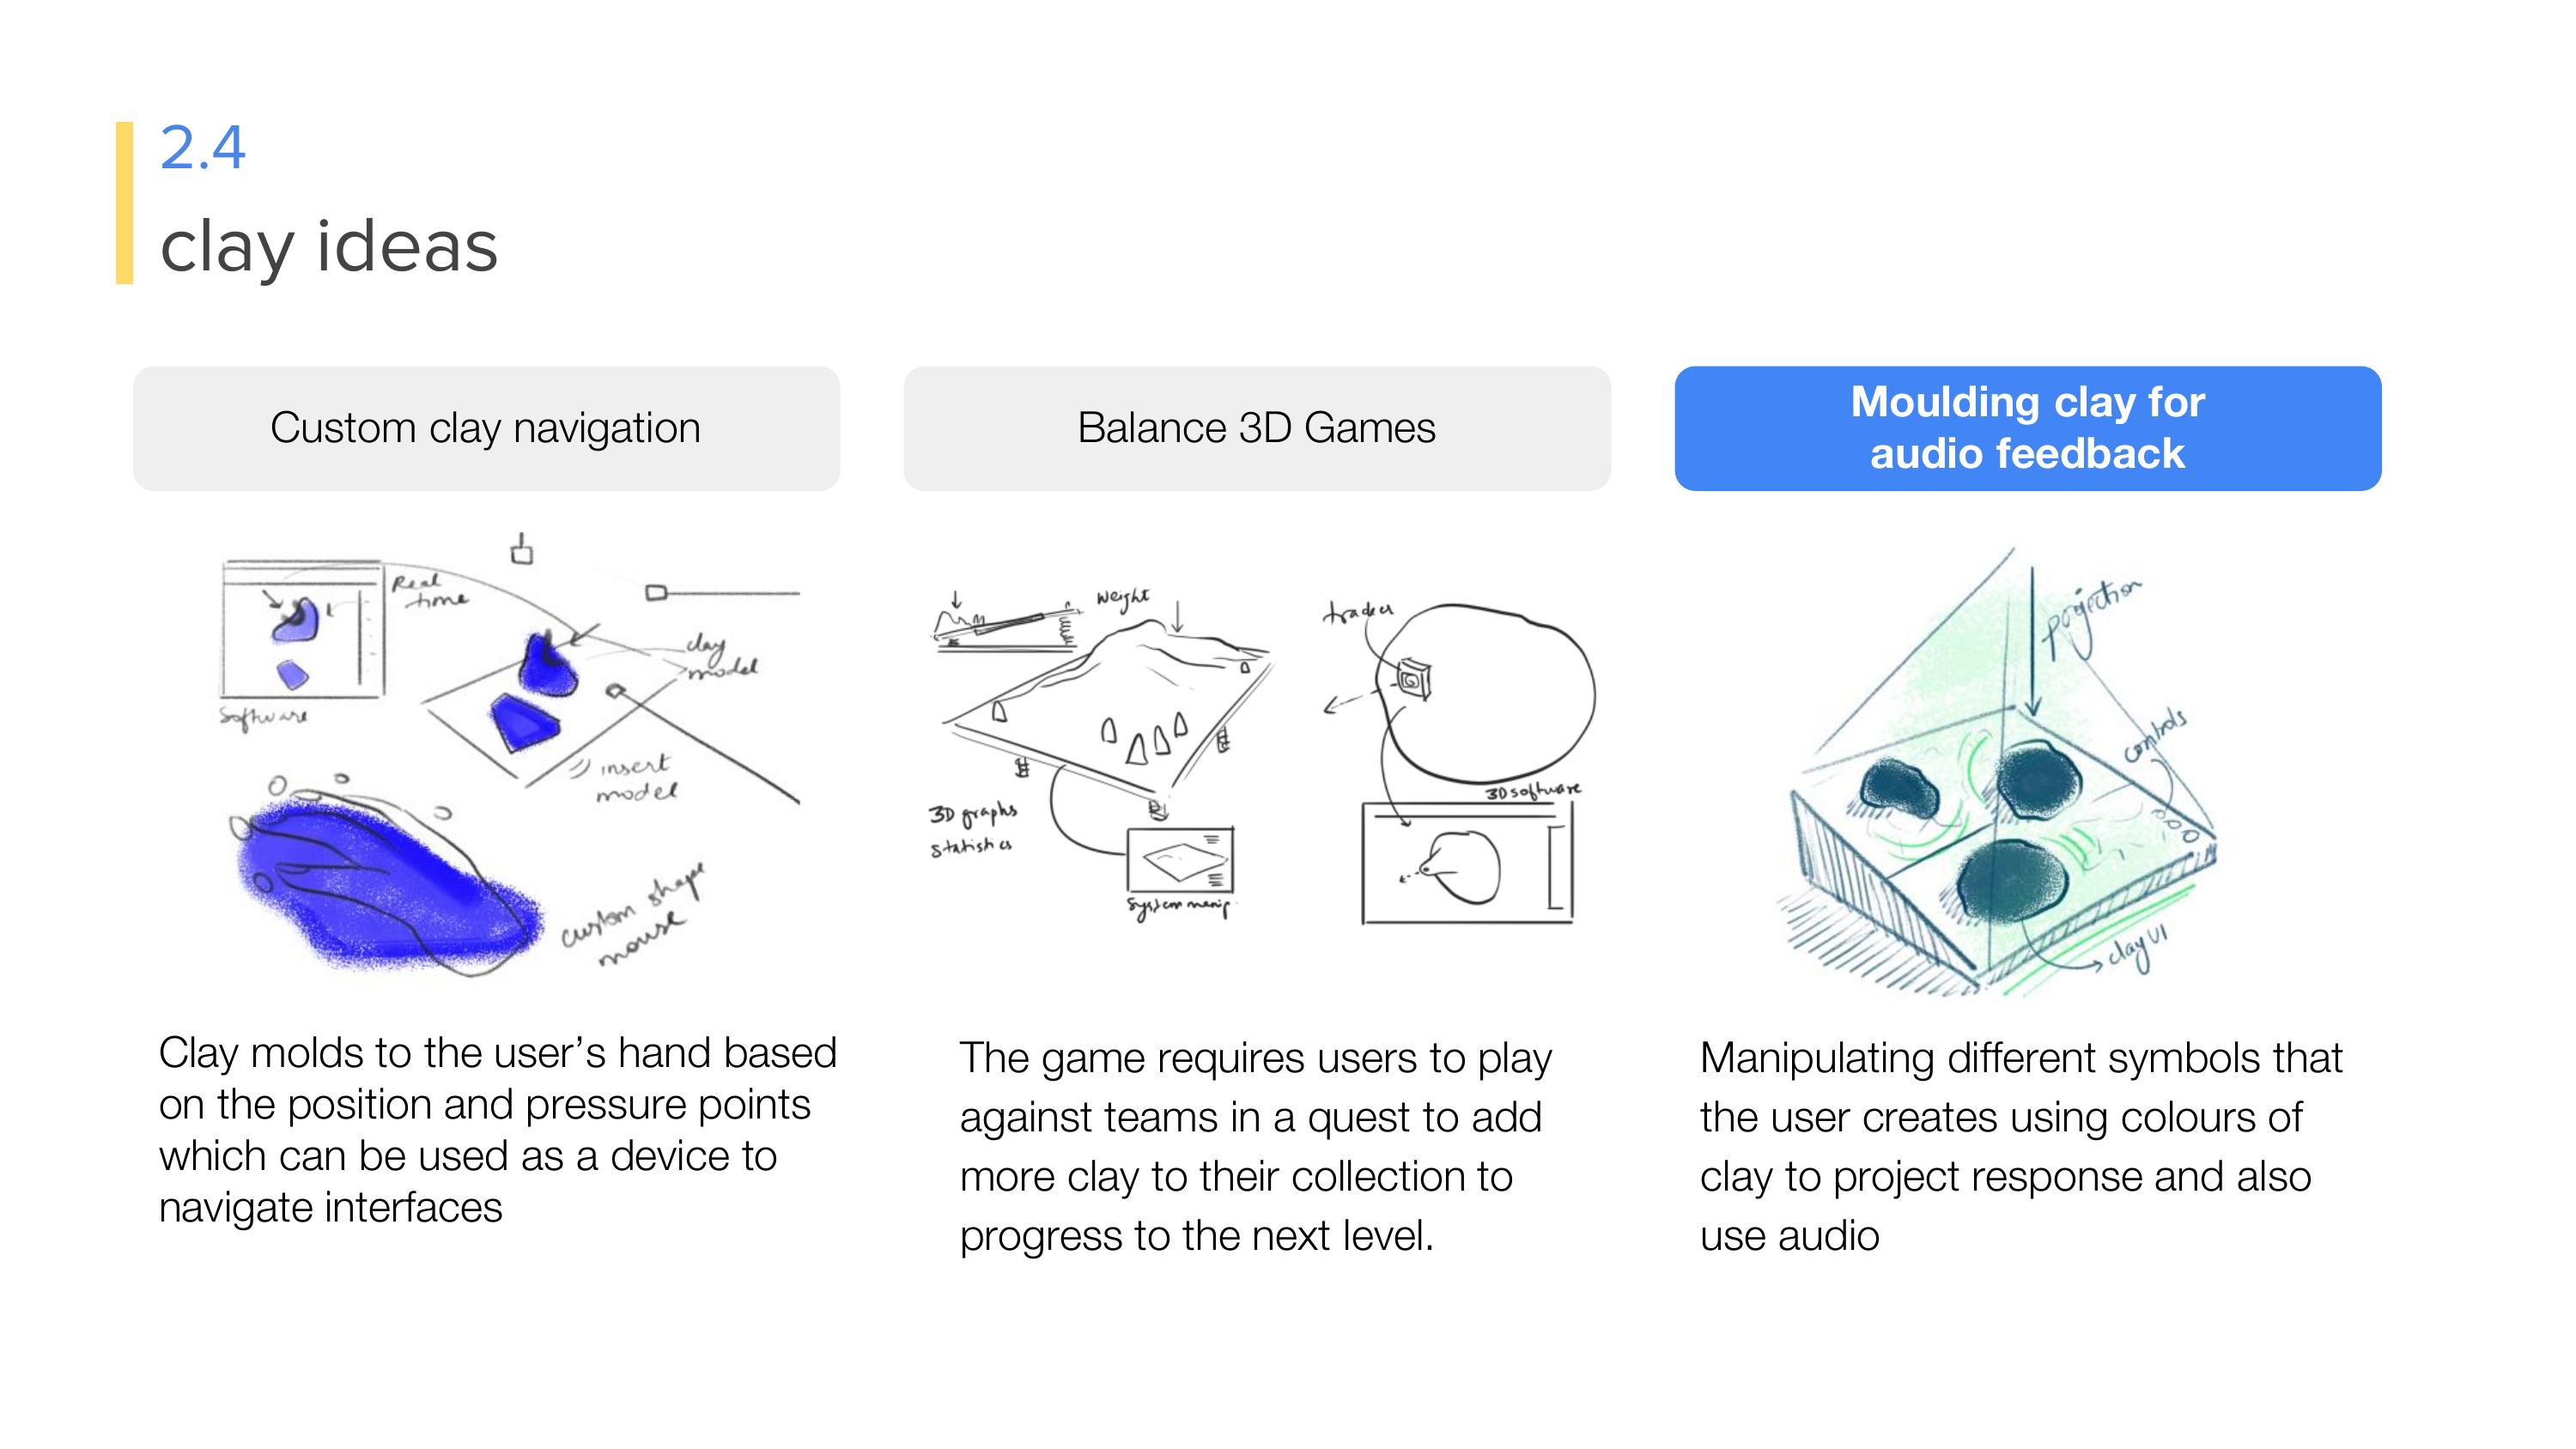 2.4
clay ideas
Custom clay navigation
Real
time
Software
clay
model
insert
model
custom shape
mouse
Clay molds to the user’s hand based
on the position and pressure points
which can be used as a device to
navigate interfaces
Balance 3D Games
weight
3D graphs
statistics
System manip.
3D software
The game requires users to play
against teams in a quest to add
more clay to their collection to
progress to the next level.
Moulding clay for
audio feedback
projection
controls
clay UI
Manipulating different symbols that
the user creates using colours of
clay to project response and also
use audio